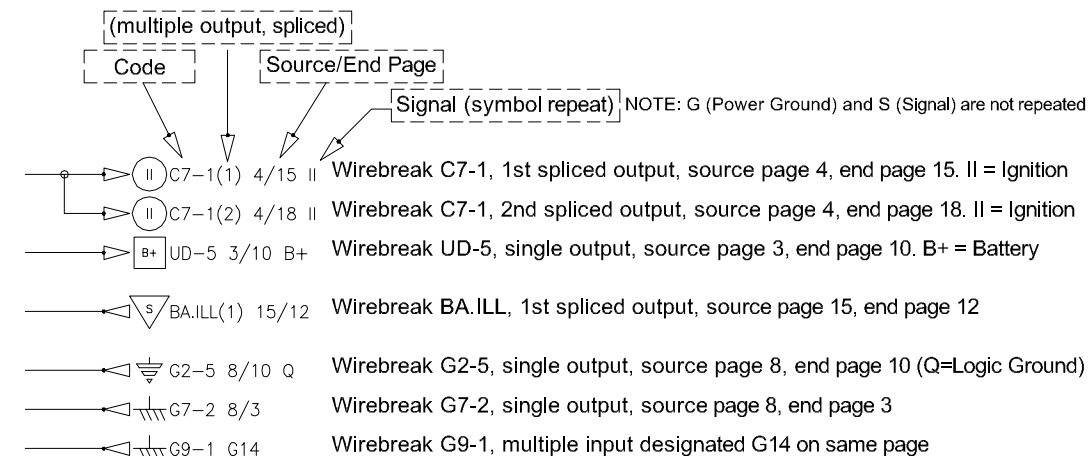 (multiple output, spliced)
Code
Source/End Page
Signal (symbol repeat) NOTE: G (Power Ground) and S (Signal) are not repeated
II C7-1(1) 4/15 II Wirebreak C7-1, 1st spliced output, source page 4, end page 15. II = Ignition
II C7-1(2) 4/18 II Wirebreak C7-1, 2nd spliced output, source page 4, end page 18. II = Ignition
B+ UD-5 3/10 B+ Wirebreak UD-5, single output, source page 3, end page 10. B+ = Battery
S BA.ILL(1) 15/12 Wirebreak BA.ILL, 1st spliced output, source page 15, end page 12
G2-5 8/10 Q Wirebreak G2-5, single output, source page 8, end page 10 (Q=Logic Ground)
G7-2 8/3 Wirebreak G7-2, single output, source page 8, end page 3
G9-1 G14 Wirebreak G9-1, multiple input designated G14 on same page